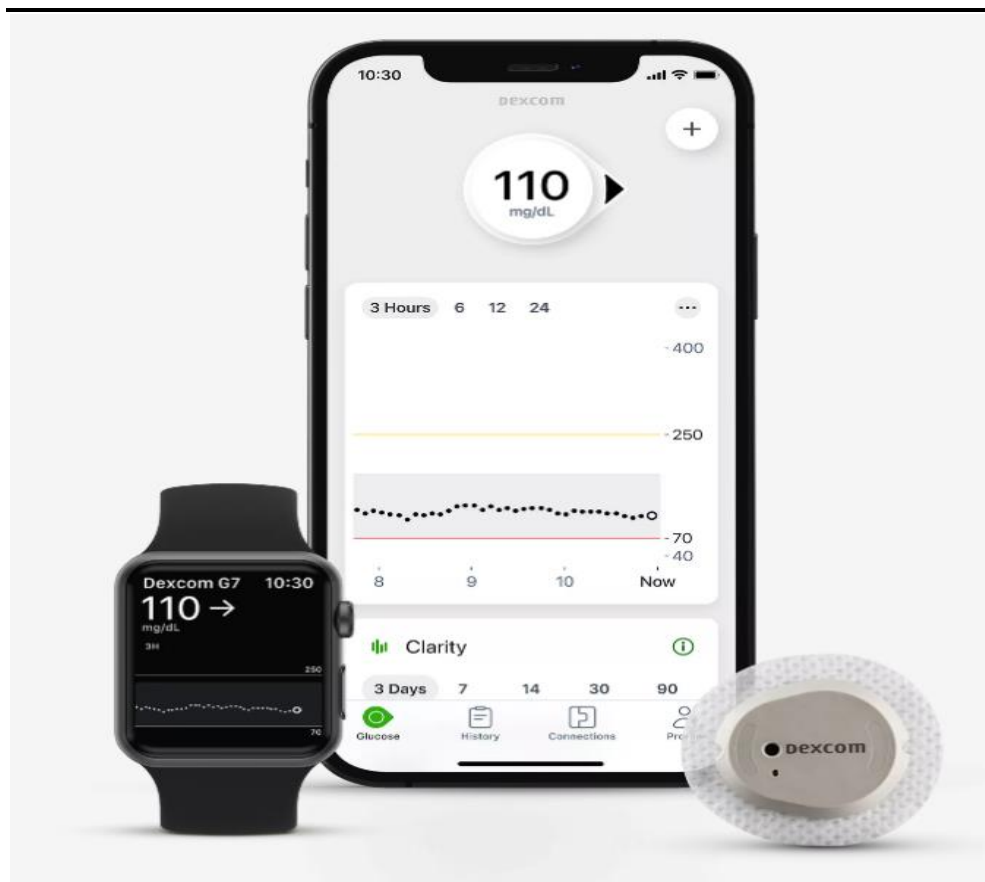 10:30
Dexcom
+
110
mg/dL
3 Hours 6 12 24
...
400
250
70
40
8 9 10 Now
Clarity
3 Days 7 14 30 90
Glucose History Connections
Dexcom G7 10:30
110 →
mg/dL
3H
250
70
Dexcom